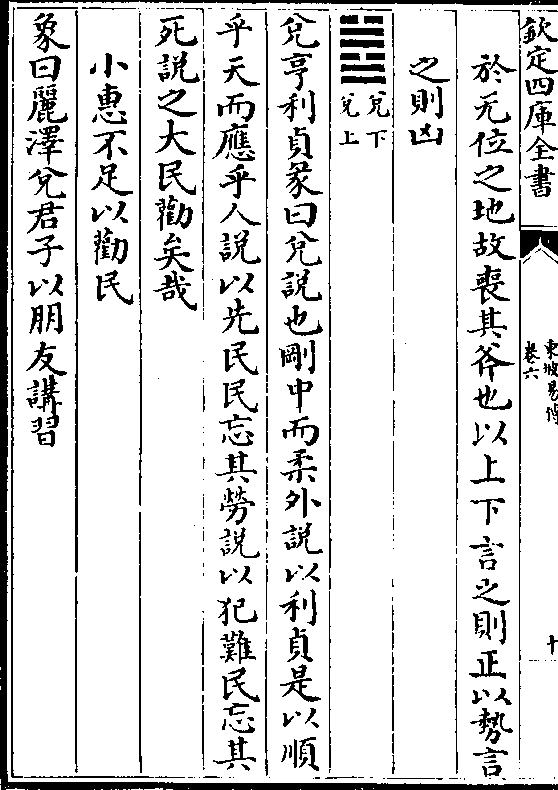 欽定四庫全書
東坡易傳
卷六
十
於无位之地故喪其斧也以上下言之則正以勢言
之則凶
兌下
兌上
兌亨利貞彖曰兌説也剛中而柔外説以利貞是以順
乎天而應乎人説以先民民忘其勞説以犯難民忘其
死説之大民勸矣哉
小惠不足以勸民
象曰麗澤兌君子以朋友講習